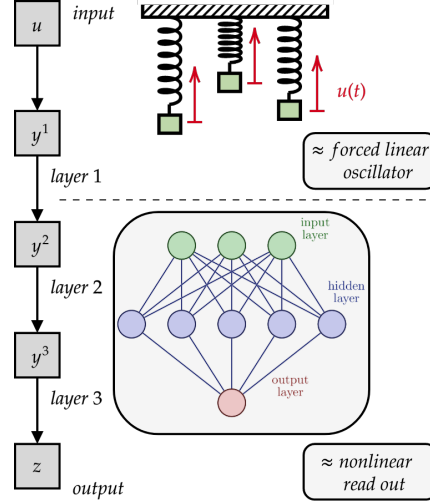 u
input
u(t)
y¹
≈ forced linear
oscillator
layer 1
input
layer
y²
layer 2
hidden
layer
y³
output
layer
layer 3
z
≈ nonlinear
read out
output